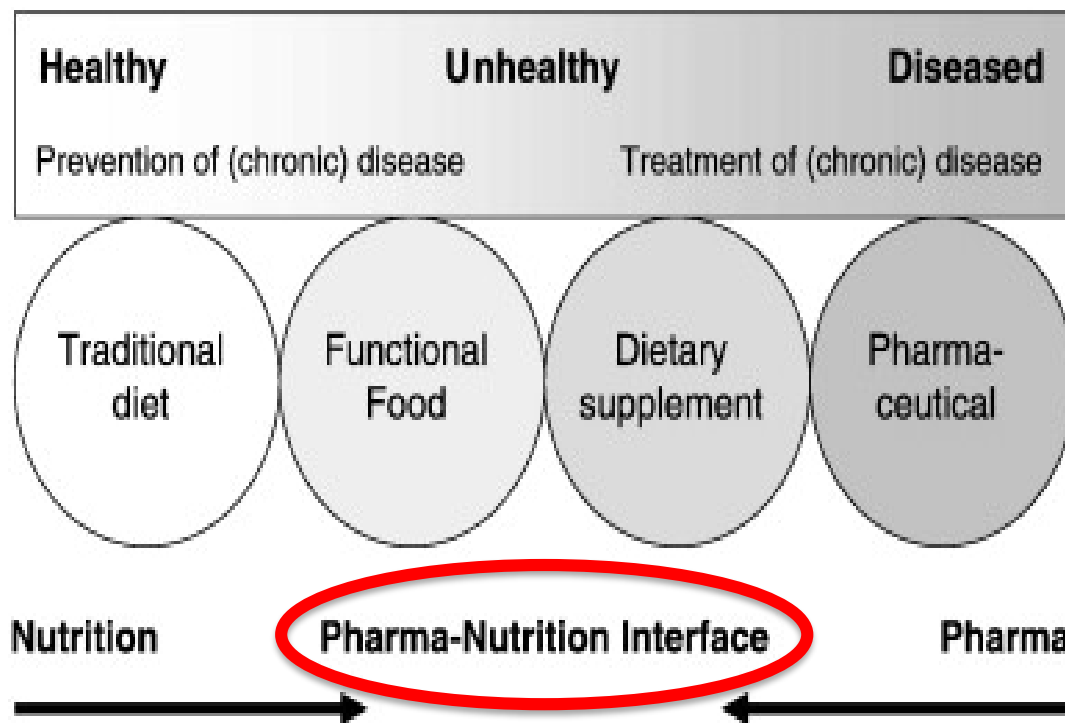 Healthy Unhealthy Diseased
Prevention of (chronic) disease Treatment of (chronic) disease
Traditional
diet
Functional
Food
Dietary
supplement
Pharma-
ceutical
Nutrition Pharma-Nutrition Interface Pharma